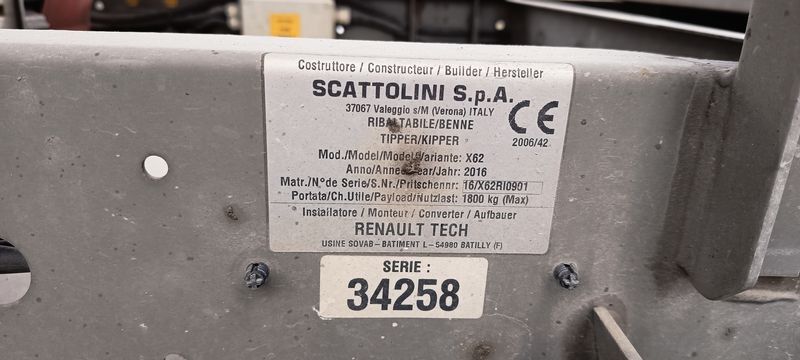 Costruttore / Constructeur / Builder / Hersteller
SCATTOLINI S.p.A.
37067 Valeggio s/M (Verona) ITALY
RIBALTABILE/BENNE
TIPPER/KIPPER
CE
2006/42
Mod./Model/Model/Variante: X62
Anno/Année/Year/Jahr: 2016
Matr./N°de Serie/S.Nr./Pritschennr: 16/X62RI0901
Portata/Ch.Utile/Payload/Nutzlast: 1800 kg (Max)
Installatore / Monteur / Converter / Aufbauer
RENAULT TECH
USINE SOVAB – BATIMENT L – 54980 BATILLY (F)
SERIE :
34258